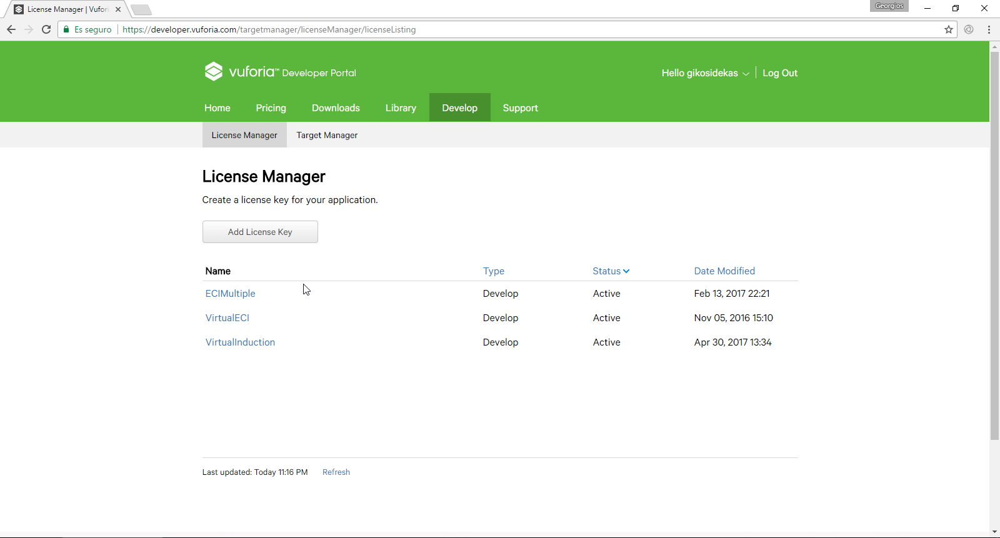 License Manager | Vufori
Georgios
Es seguro https://developer.vuforia.com/targetmanager/licenseManager/licenseListing
vuforia™ Developer Portal
Hello gikosidekas Log Out
Home Pricing Downloads Library Develop Support
License Manager Target Manager
License Manager
Create a license key for your application.
Add License Key
Name Type Status Date Modified
ECIMultiple Develop Active Feb 13, 2017 22:21
VirtualECI Develop Active Nov 05, 2016 15:10
VirtualInduction Develop Active Apr 30, 2017 13:34
Last updated: Today 11:16 PM Refresh